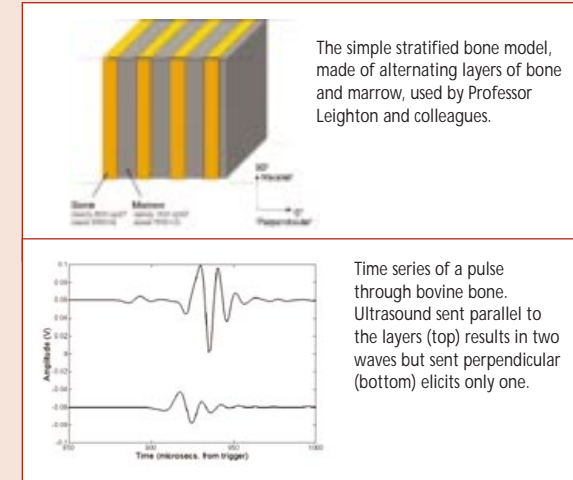 The simple stratified bone model,
made of alternating layers of bone
and marrow, used by Professor
Leighton and colleagues.
Bone
Marrow
90°
0°
Time series of a pulse
through bovine bone.
Ultrasound sent parallel to
the layers (top) results in two
waves but sent perpendicular
(bottom) elicits only one.
Amplitude (V)
0.1
0.08
0.06
0.04
0.02
0
-0.02
-0.04
-0.06
-0.08
-0.1
850
900
950
1000
Time (microsecs. from trigger)